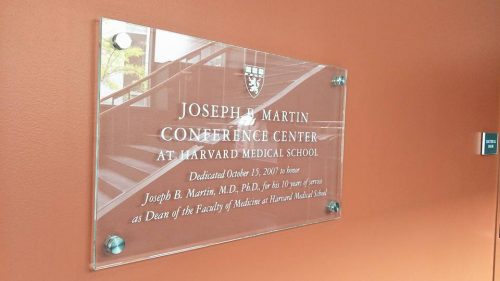 JOSEPH B. MARTIN
CONFERENCE CENTER
AT HARVARD MEDICAL SCHOOL
Dedicated October 15, 2007 to honor
Joseph B. Martin, M.D., Ph.D., for his 10 years of service
as Dean of the Faculty of Medicine at Harvard Medical School